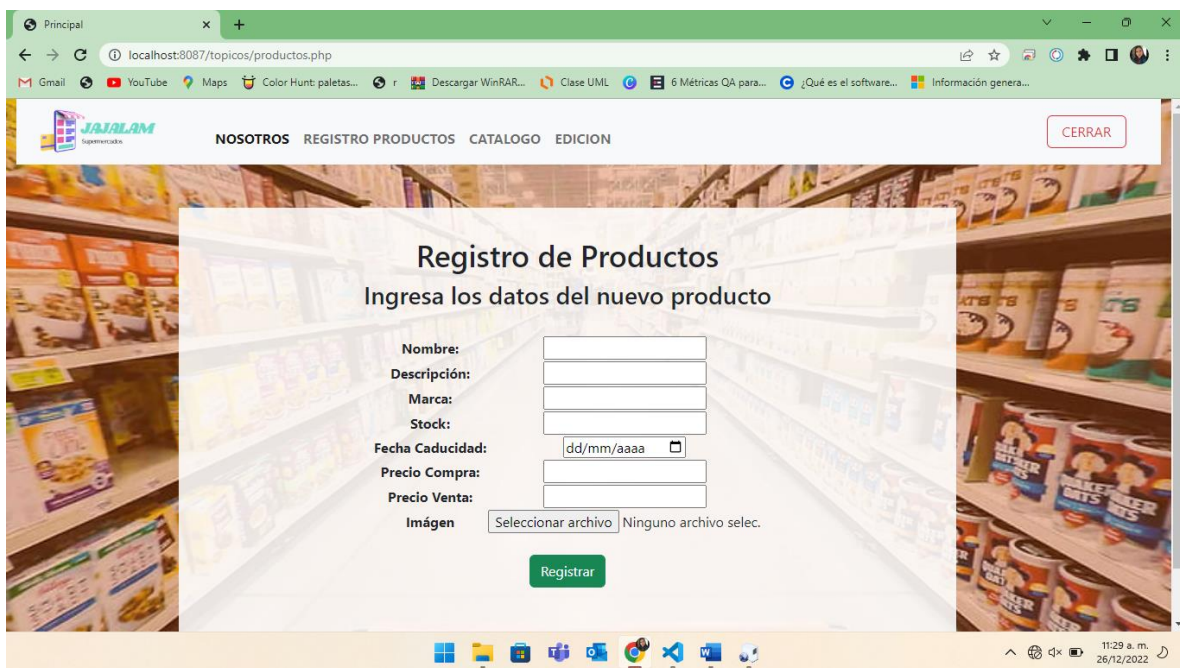 Principal
localhost:8087/topicos/productos.php
Gmail YouTube Maps Color Hunt: paletas... r Descargar WinRAR... Clase UML 6 Métricas QA para... ¿Qué es el software... Información genera...
JAJALAM
Supermercados
NOSOTROS REGISTRO PRODUCTOS CATALOGO EDICION
CERRAR
Registro de Productos
Ingresa los datos del nuevo producto
Nombre:
Descripción:
Marca:
Stock:
Fecha Caducidad: dd/mm/aaaa
Precio Compra:
Precio Venta:
Imágen Seleccionar archivo Ninguno archivo selec.
Registrar
QUAKER
OATS
11:29 a. m.
26/12/2022